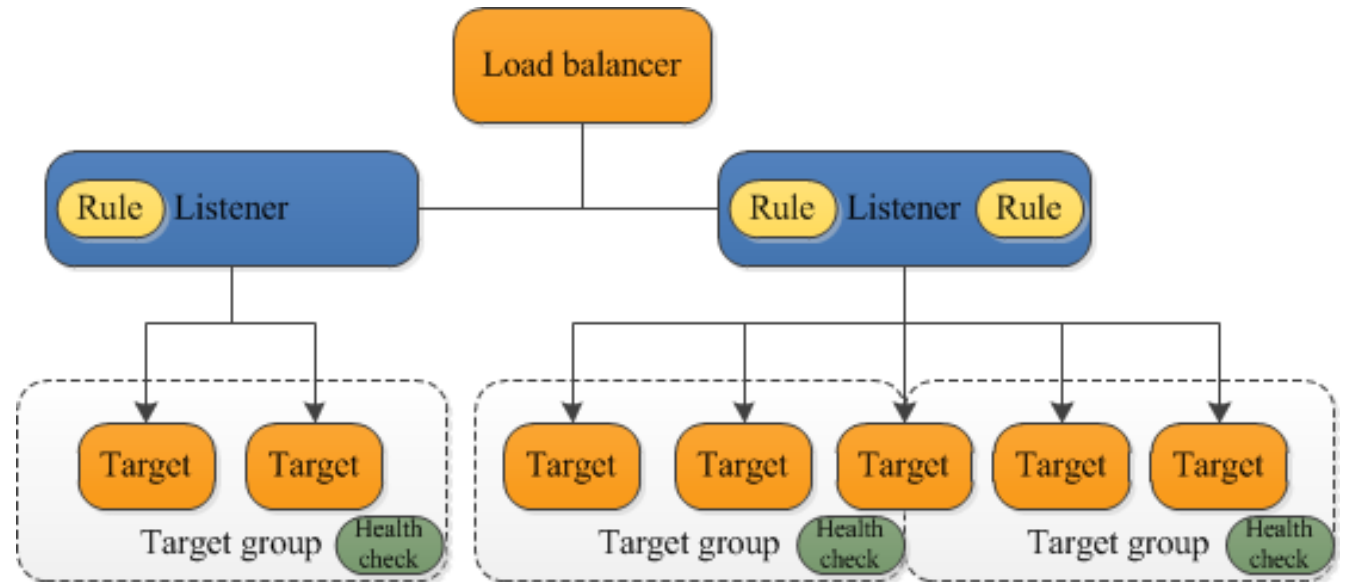 Load balancer
Rule Listener
Rule Listener Rule
Target Target Target Target Target Target Target
Target group Health check
Target group Health check
Target group Health check